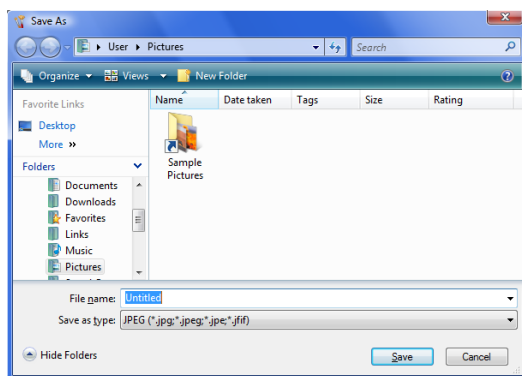 Save As
User Pictures
Search
Organize Views New Folder
Favorite Links
Desktop
More »
Folders
Documents
Downloads
Favorites
Links
Music
Pictures
Name Date taken Tags Size Rating
Sample
Pictures
File name: Untitled
Save as type: JPEG (*.jpg;*.jpeg;*.jpe;*.jfif)
Hide Folders
Save Cancel